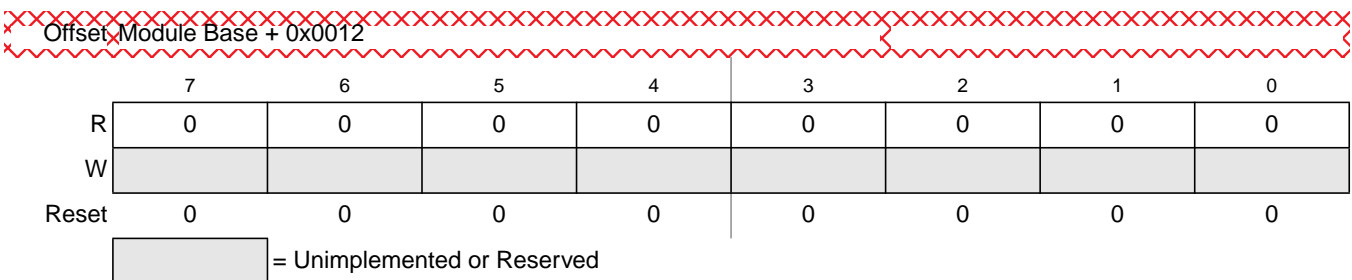 Offset Module Base + 0x0012
7 6 5 4 3 2 1 0
R 0 0 0 0 0 0 0 0
W
Reset 0 0 0 0 0 0 0 0
= Unimplemented or Reserved